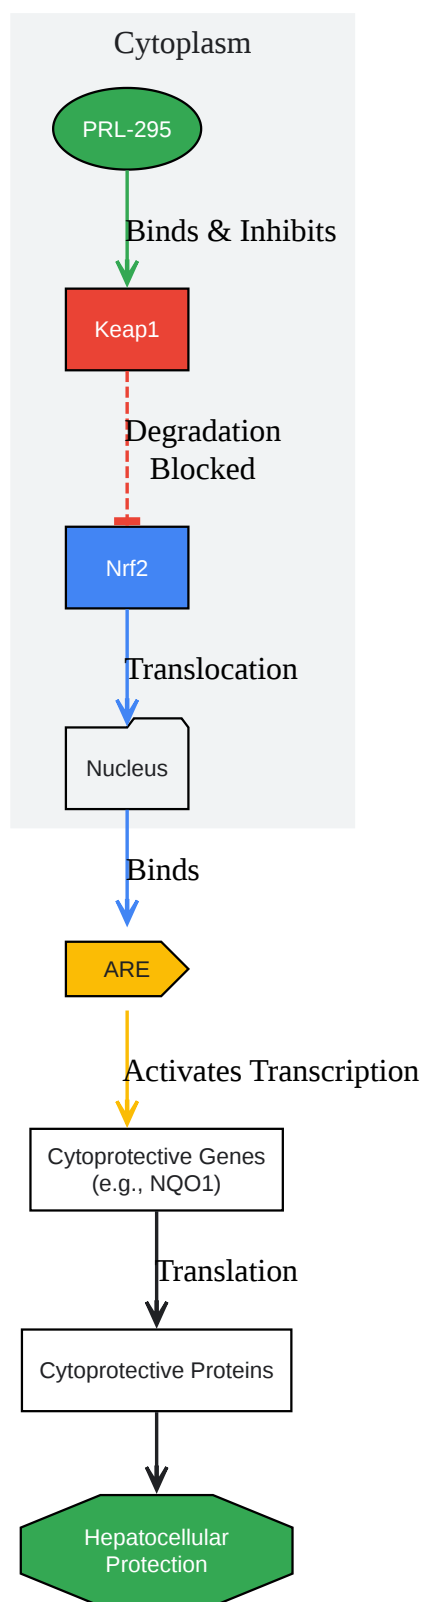 Cytoplasm
PRL-295
Binds & Inhibits
Keap1
Degradation
Blocked
Nrf2
Translocation
Nucleus
Binds
ARE
Activates Transcription
Cytoprotective Genes
(e.g., NQO1)
Translation
Cytoprotective Proteins
Hepatocellular
Protection